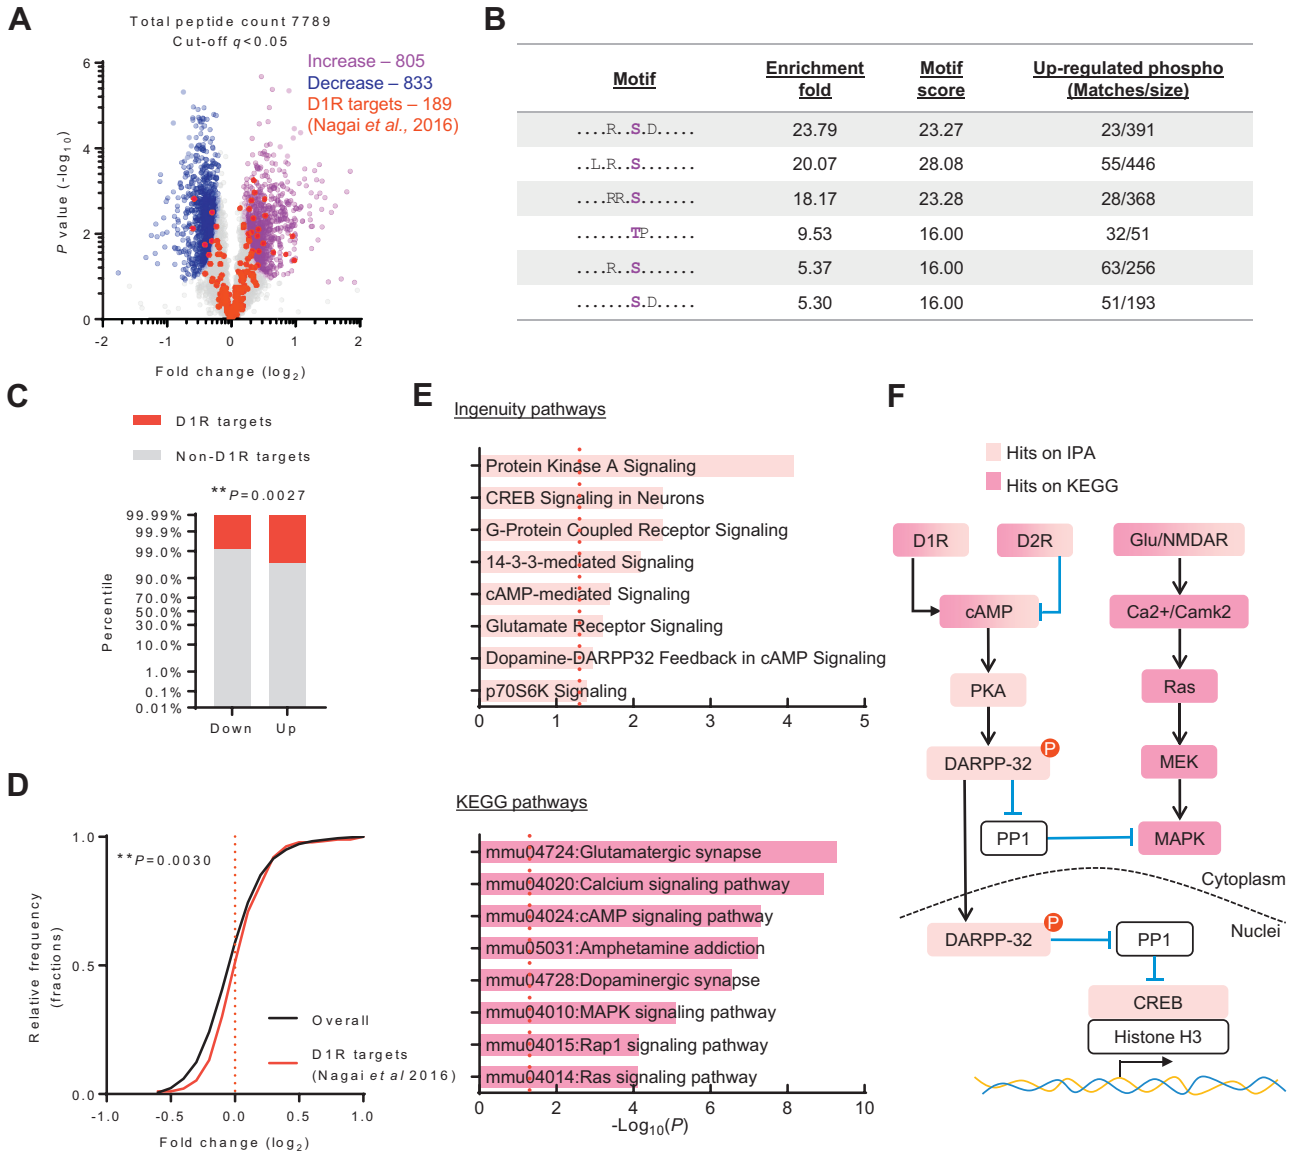 A
Total peptide count 7789
Cut-off q<0.05
Increase – 805
Decrease – 833
D1R targets – 189
(Nagai et al., 2016)
P value (-log10)
6
4
2
0
-2
-1
0
1
2
Fold change (log2)
B
Motif
Enrichment fold
Motif score
Up-regulated phospho (Matches/size)
....R..S.D..... 23.79 23.27 23/391
..L.R..S....... 20.07 28.08 55/446
....RR.S....... 18.17 23.28 28/368
.......TP...... 9.53 16.00 32/51
....R..S....... 5.37 16.00 63/256
.......S.D..... 5.30 16.00 51/193
C
D1R targets
Non-D1R targets
**P=0.0027
Percentile
99.99%
99.9%
99.0%
90.0%
70.0%
50.0%
30.0%
10.0%
1.0%
0.1%
0.01%
Down
Up
D
**P=0.0030
Relative frequency
(fractions)
1.0
0.5
0.0
Overall
D1R targets
(Nagai et al 2016)
-1.0
-0.5
0.0
0.5
1.0
Fold change (log2)
E
Ingenuity pathways
Protein Kinase A Signaling
CREB Signaling in Neurons
G-Protein Coupled Receptor Signaling
14-3-3-mediated Signaling
cAMP-mediated Signaling
Glutamate Receptor Signaling
Dopamine-DARPP32 Feedback in cAMP Signaling
p70S6K Signaling
0
1
2
3
4
5
KEGG pathways
mmu04724:Glutamatergic synapse
mmu04020:Calcium signaling pathway
mmu04024:cAMP signaling pathway
mmu05031:Amphetamine addiction
mmu04728:Dopaminergic synapse
mmu04010:MAPK signaling pathway
mmu04015:Rap1 signaling pathway
mmu04014:Ras signaling pathway
0
2
4
6
8
10
-Log10(P)
F
Hits on IPA
Hits on KEGG
D1R
D2R
Glu/NMDAR
cAMP
Ca2+/Camk2
PKA
Ras
P
DARPP-32
MEK
PP1
MAPK
Cytoplasm
Nuclei
P
DARPP-32
PP1
CREB
Histone H3